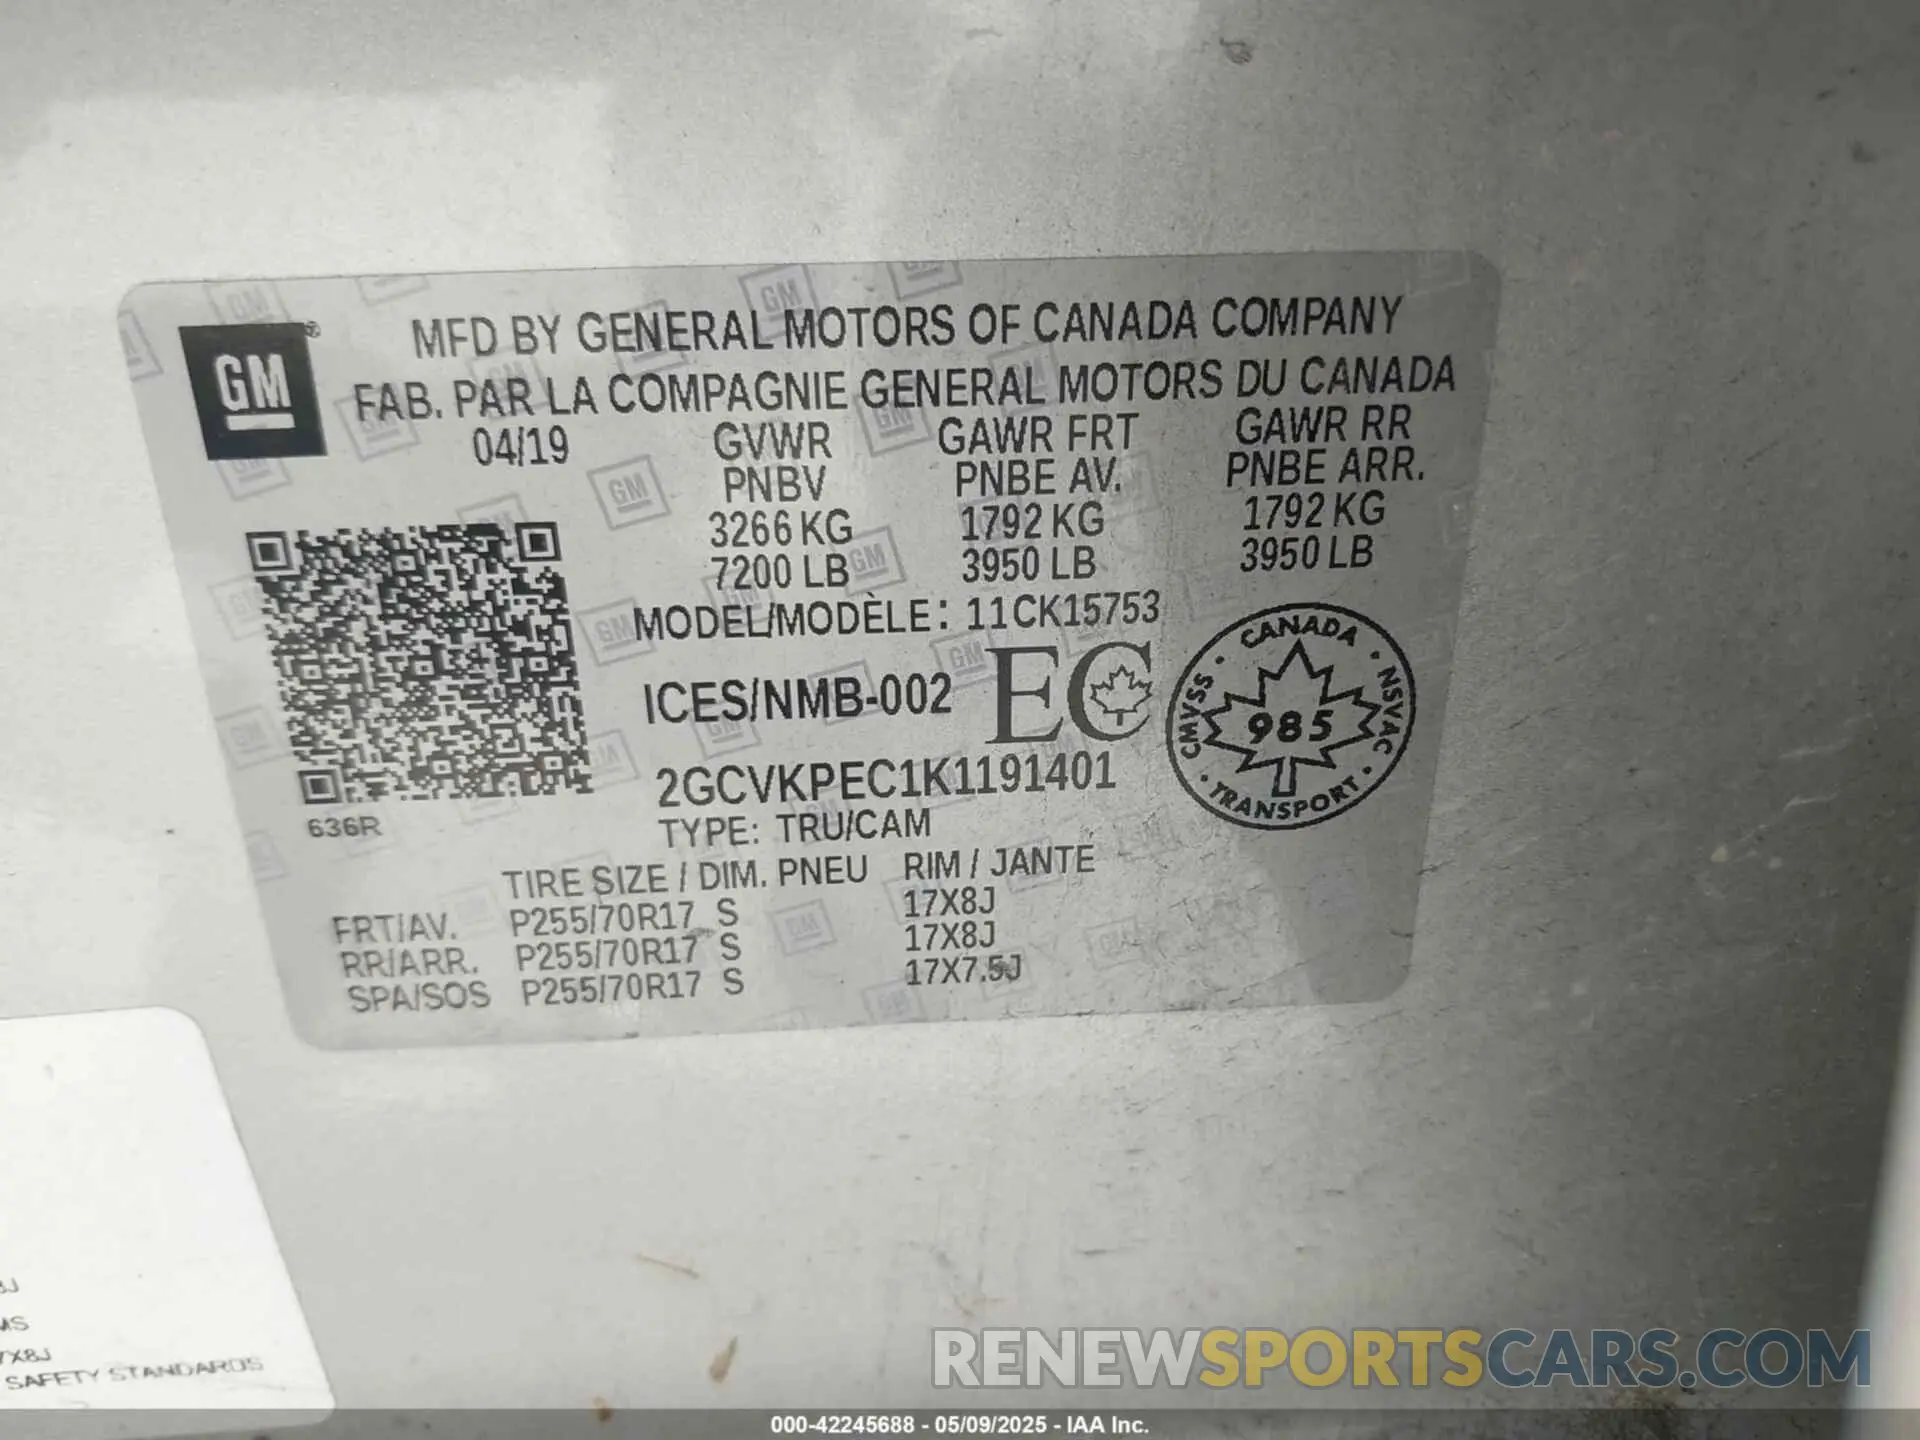 MFD BY GENERAL MOTORS OF CANADA COMPANY
FAB. PAR LA COMPAGNIE GENERAL MOTORS DU CANADA
GM ®
04/19 GVWR GAWR FRT GAWR RR
PNBV PNBE AV. PNBE ARR.
3266 KG 1792 KG 1792 KG
7200 LB 3950 LB 3950 LB
MODEL/MODÈLE: 11CK15753
ICES/NMB-002 EC
CANADA · NSVAC · TRANSPORT · CMVSS ·
985
2GCVKPEC1K1191401
636R
TYPE: TRU/CAM
TIRE SIZE / DIM. PNEU RIM / JANTE
FRT/AV. P255/70R17 S 17X8J
RR/ARR. P255/70R17 S 17X8J
SPA/SOS P255/70R17 S 17X7.5J
7X8J
SAFETY STANDARDS
RENEWSPORTSCARS.COM
000-42245688 - 05/09/2025 - IAA Inc.